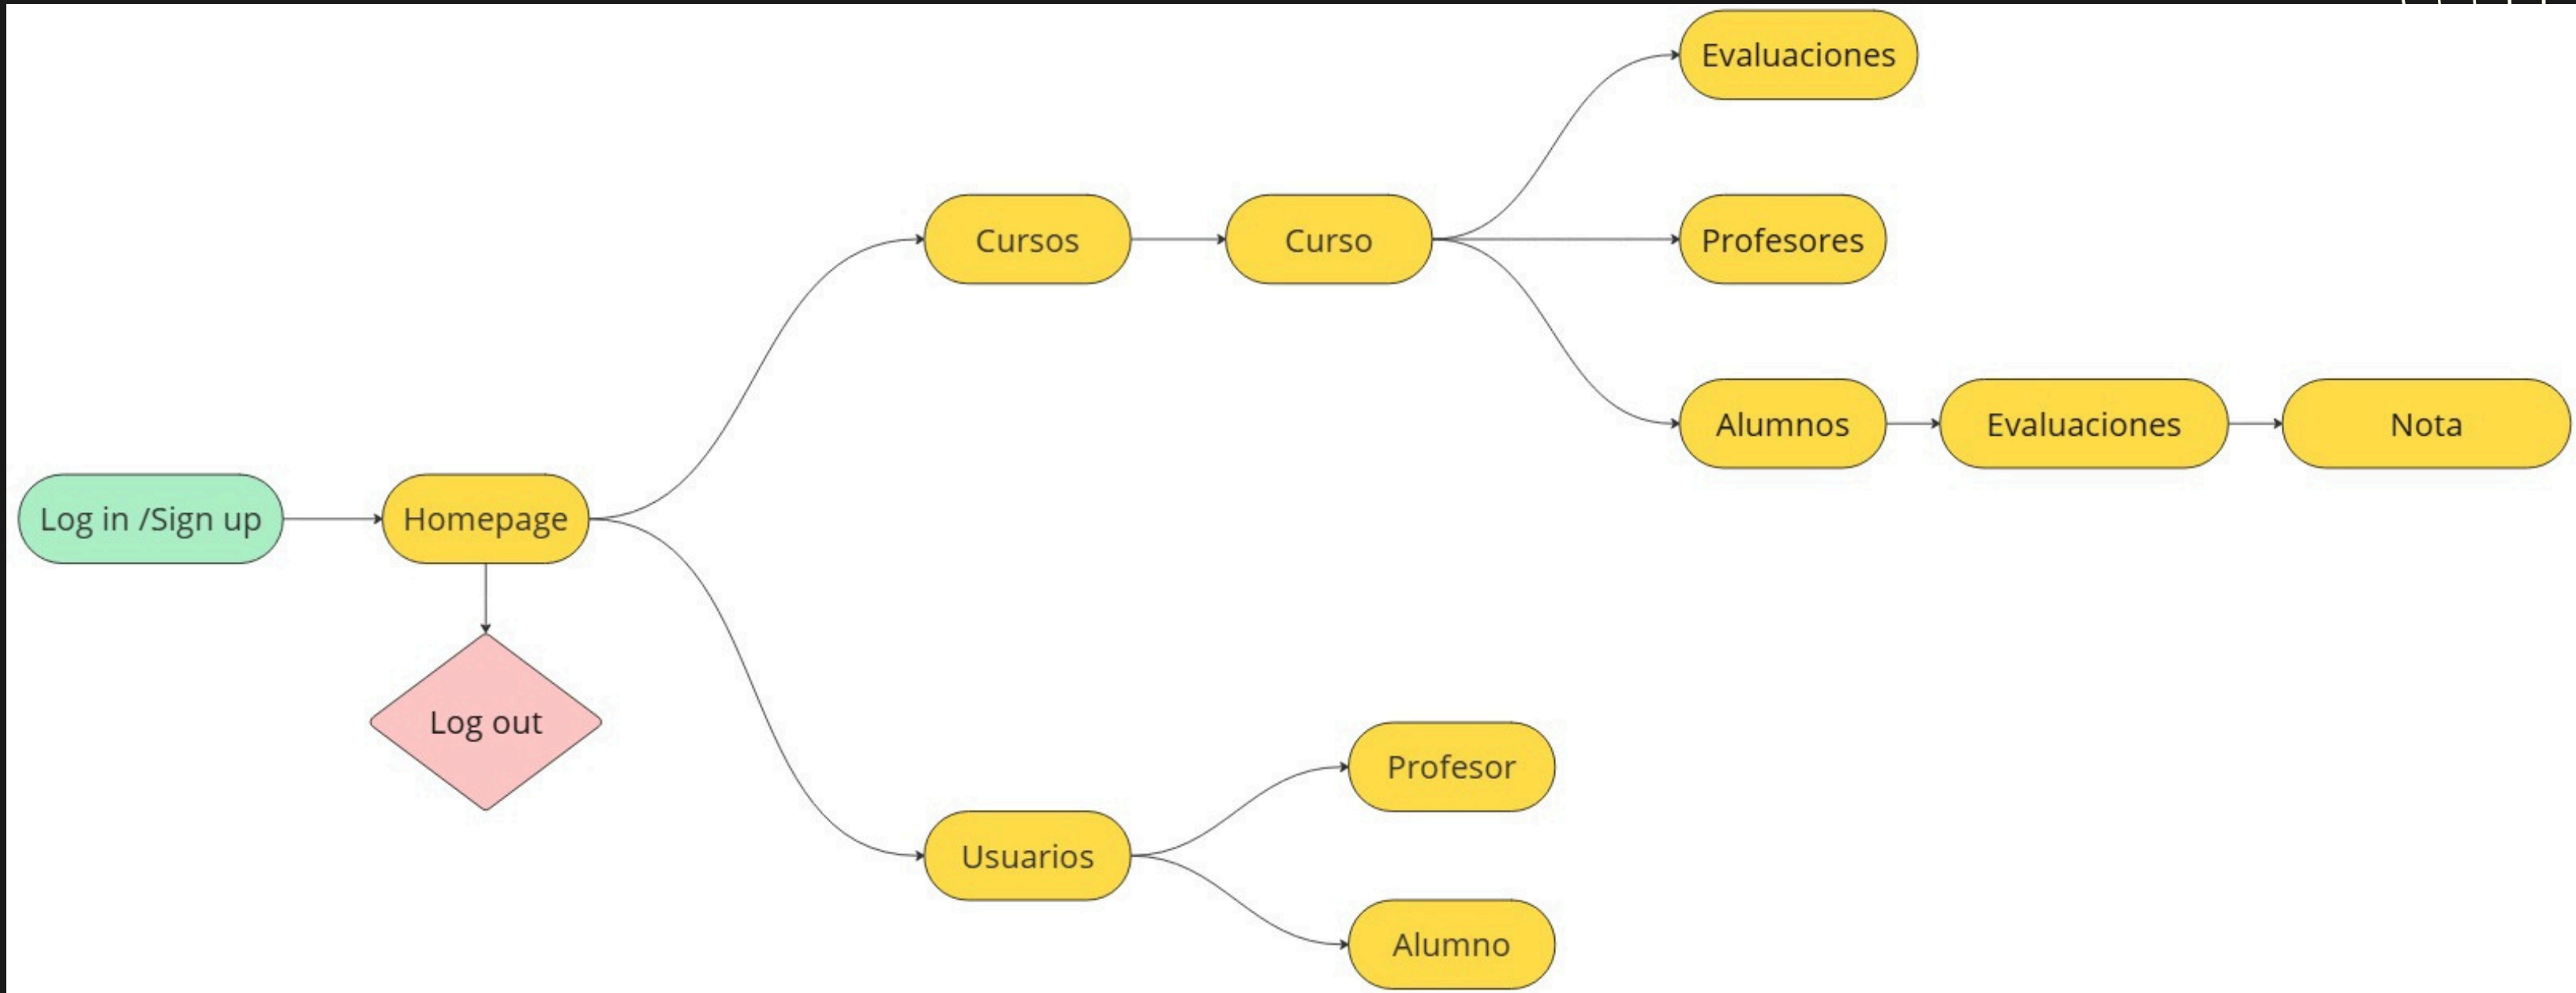 Evaluaciones
Cursos
Curso
Profesores
Alumnos
Evaluaciones
Nota
Log in /Sign up
Homepage
Log out
Profesor
Usuarios
Alumno